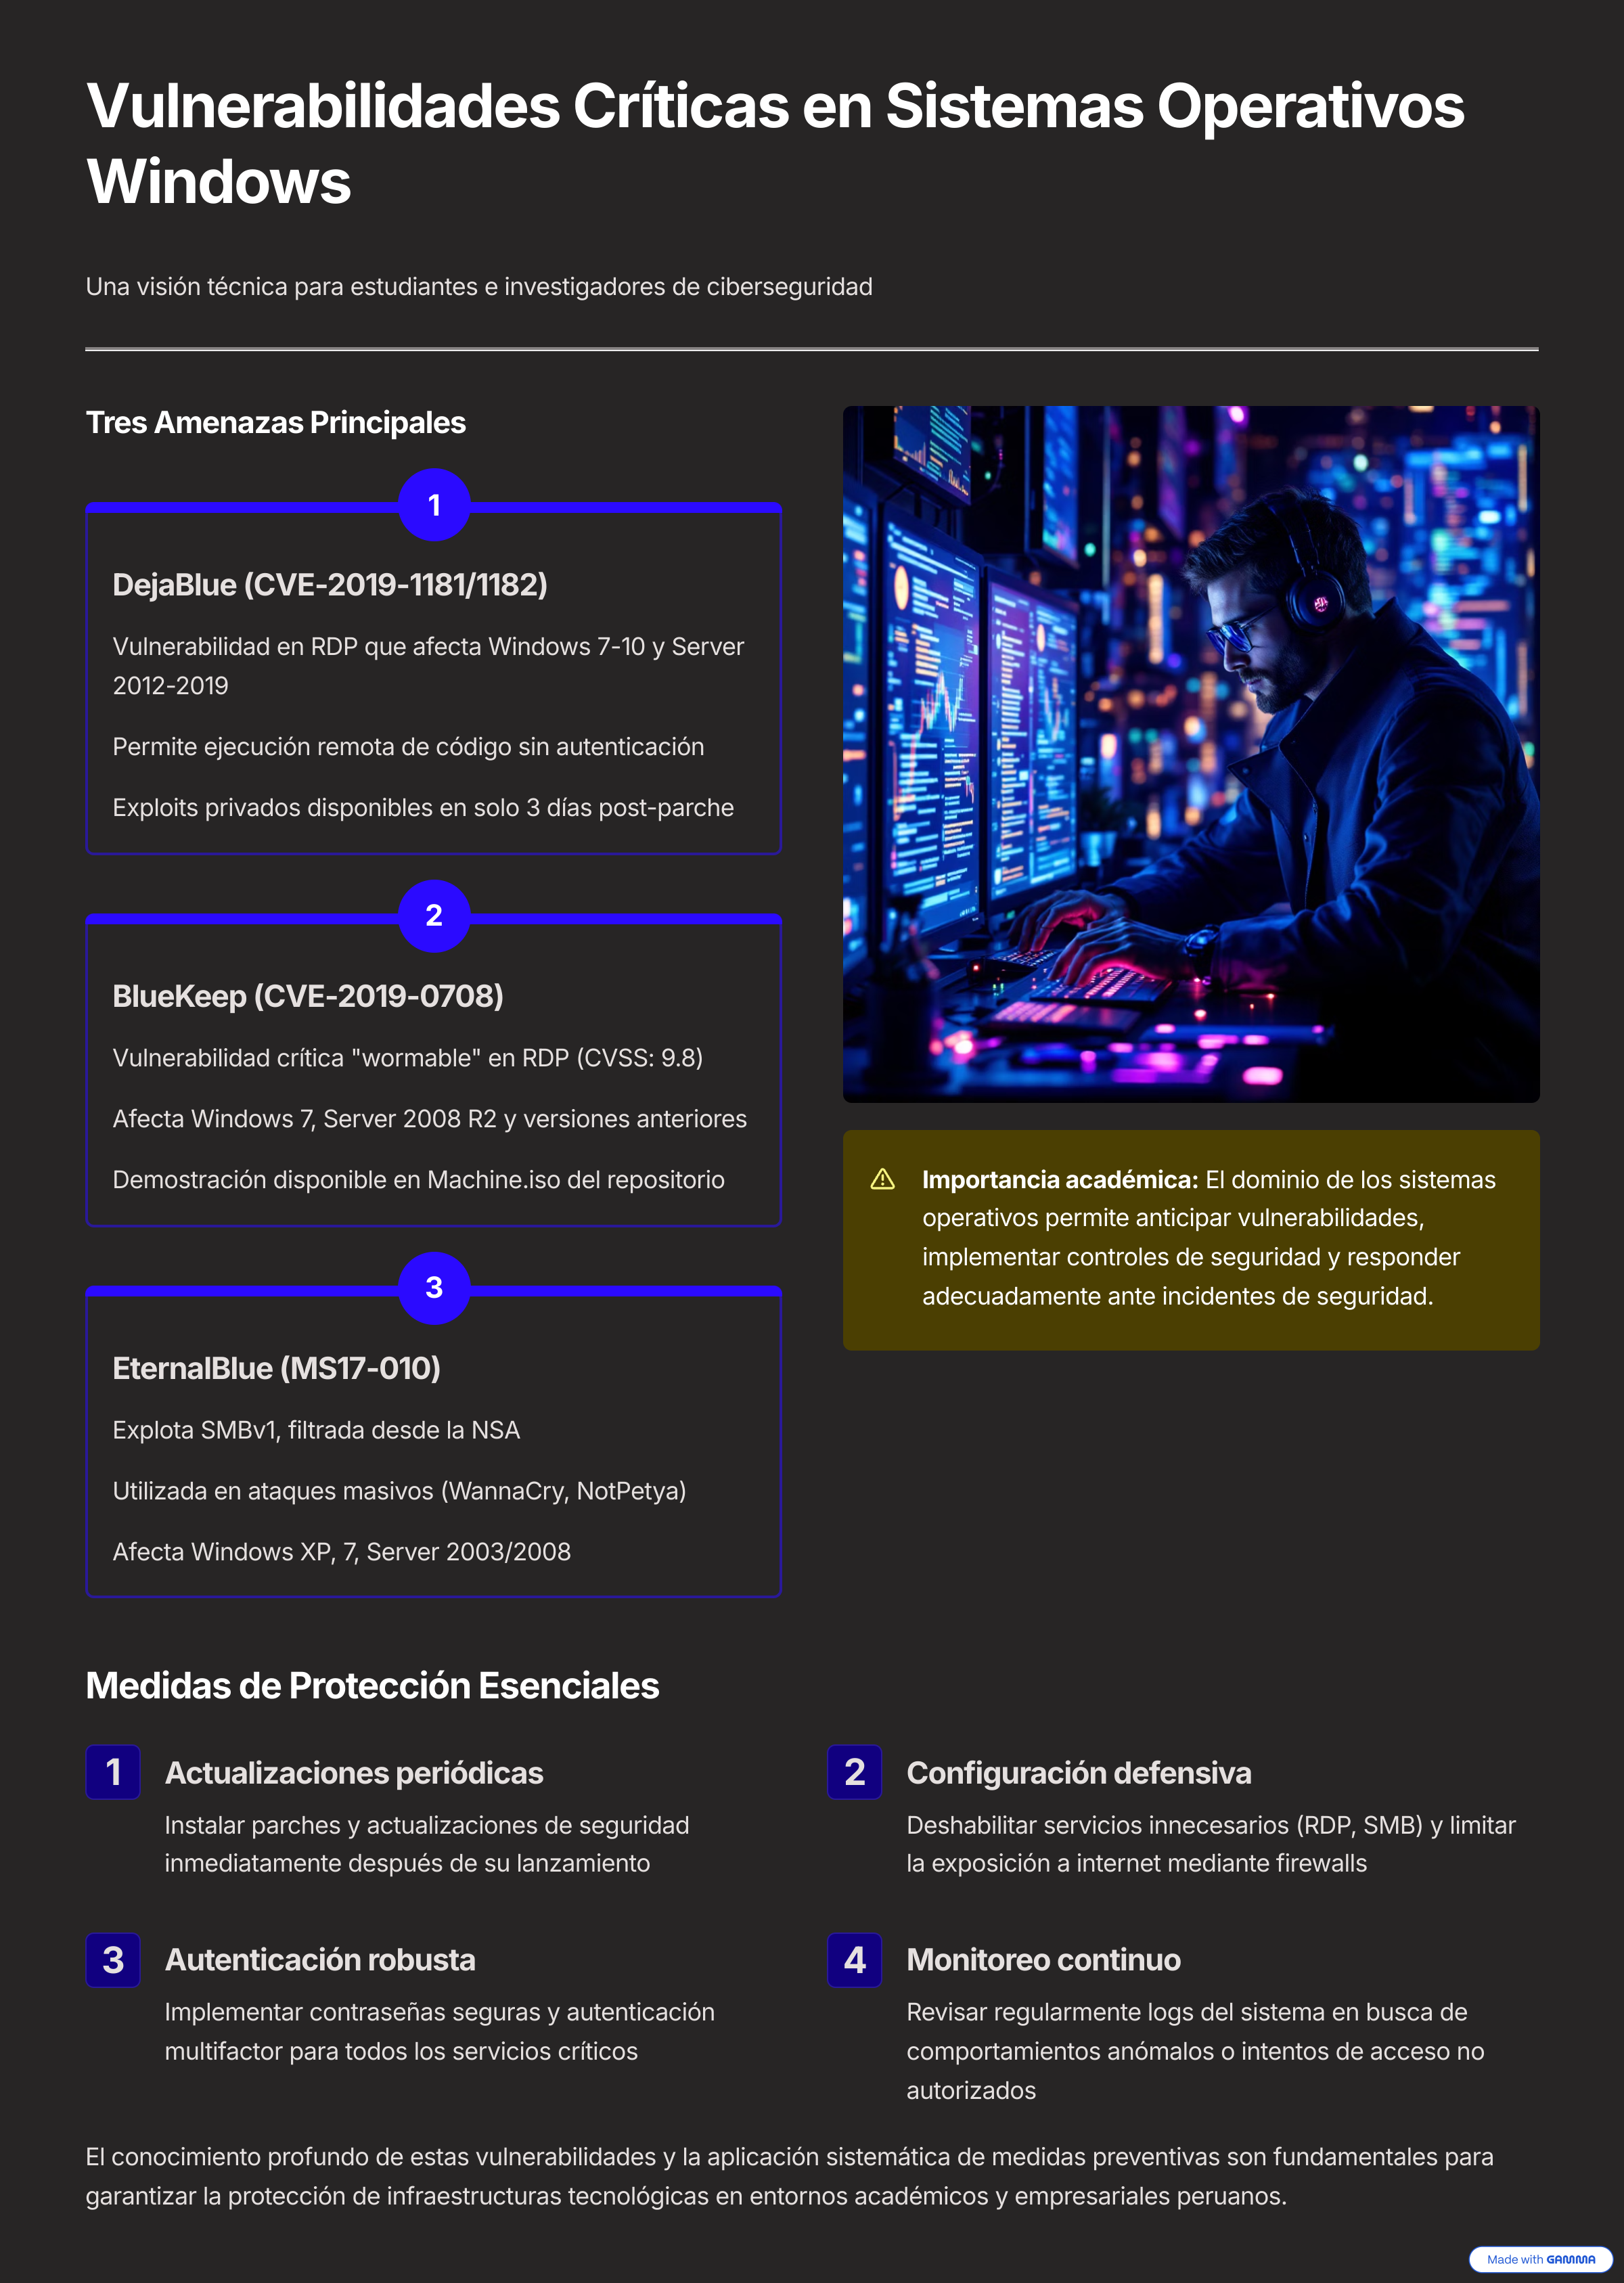 Vulnerabilidades Críticas en Sistemas Operativos
Windows
Una visión técnica para estudiantes e investigadores de ciberseguridad
Tres Amenazas Principales
1
DejaBlue (CVE-2019-1181/1182)
Vulnerabilidad en RDP que afecta Windows 7-10 y Server
2012-2019
Permite ejecución remota de código sin autenticación
Exploits privados disponibles en solo 3 días post-parche
2
BlueKeep (CVE-2019-0708)
Vulnerabilidad crítica "wormable" en RDP (CVSS: 9.8)
Afecta Windows 7, Server 2008 R2 y versiones anteriores
Demostración disponible en Machine.iso del repositorio
3
EternalBlue (MS17-010)
Explota SMBv1, filtrada desde la NSA
Utilizada en ataques masivos (WannaCry, NotPetya)
Afecta Windows XP, 7, Server 2003/2008
Importancia académica: El dominio de los sistemas
operativos permite anticipar vulnerabilidades,
implementar controles de seguridad y responder
adecuadamente ante incidentes de seguridad.
Medidas de Protección Esenciales
1
Actualizaciones periódicas
Instalar parches y actualizaciones de seguridad
inmediatamente después de su lanzamiento
2
Configuración defensiva
Deshabilitar servicios innecesarios (RDP, SMB) y limitar
la exposición a internet mediante firewalls
3
Autenticación robusta
Implementar contraseñas seguras y autenticación
multifactor para todos los servicios críticos
4
Monitoreo continuo
Revisar regularmente logs del sistema en busca de
comportamientos anómalos o intentos de acceso no
autorizados
El conocimiento profundo de estas vulnerabilidades y la aplicación sistemática de medidas preventivas son fundamentales para
garantizar la protección de infraestructuras tecnológicas en entornos académicos y empresariales peruanos.
Made with GAMMA